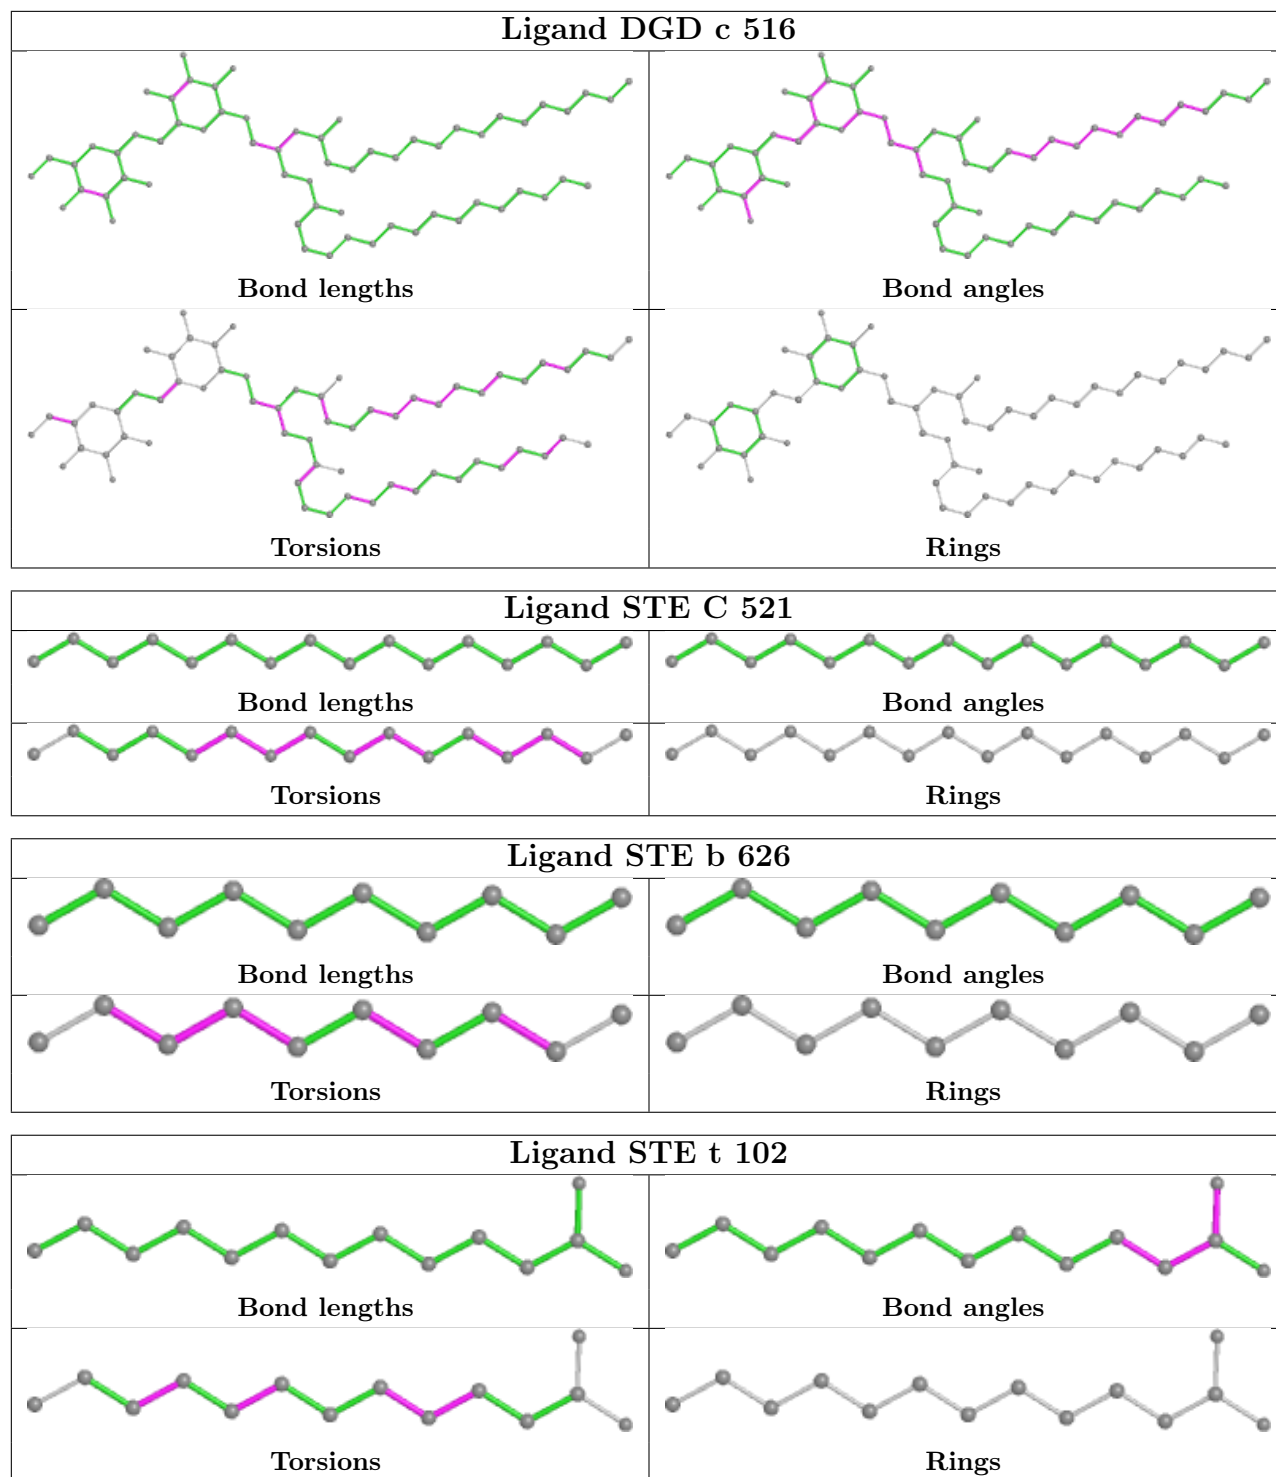 Ligand DGD c 516
Bond lengths
Bond angles
Torsions
Rings
Ligand STE C 521
Bond lengths
Bond angles
Torsions
Rings
Ligand STE b 626
Bond lengths
Bond angles
Torsions
Rings
Ligand STE t 102
Bond lengths
Bond angles
Torsions
Rings